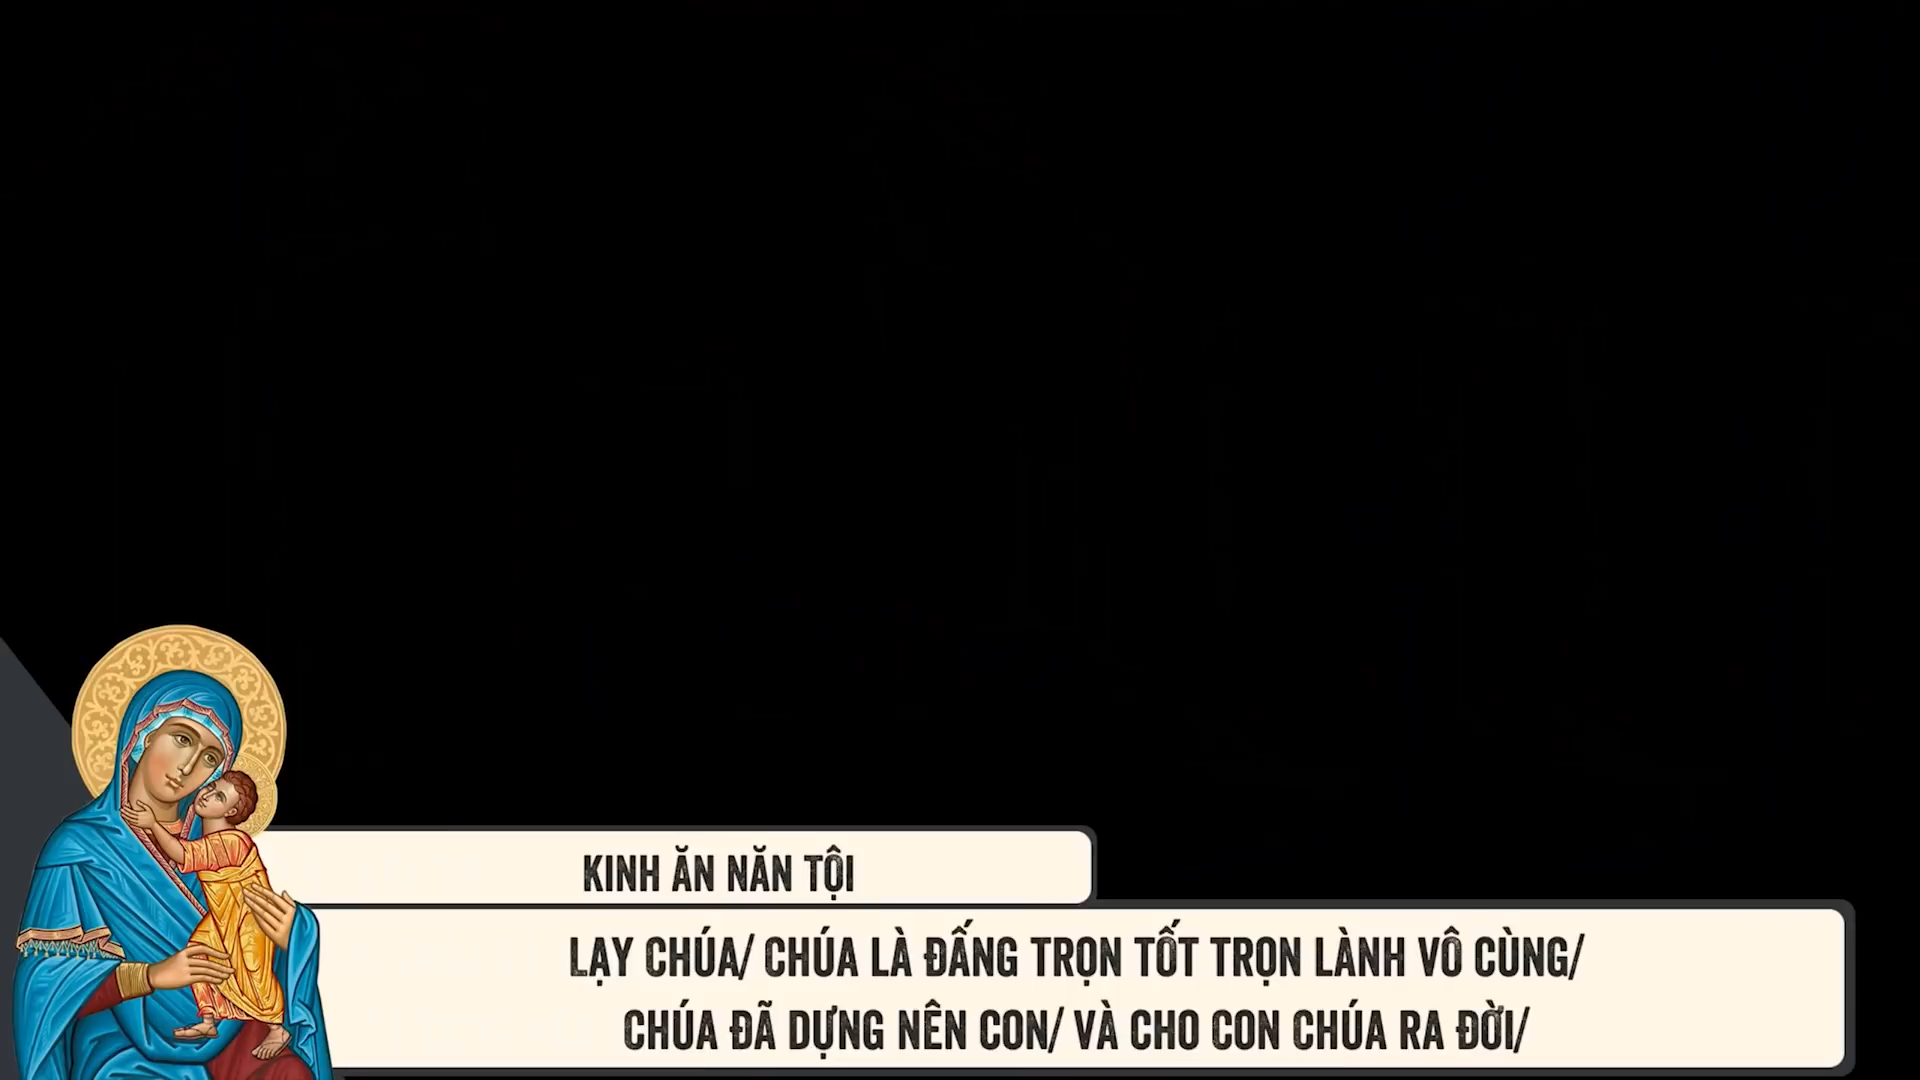 KINH ĂN NĂN TỘI
LẠY CHÚA/ CHÚA LÀ ĐẤNG TRỌN TỐT TRỌN LÀNH VÔ CÙNG/
CHÚA ĐÃ DỰNG NÊN CON/ VÀ CHO CON CHÚA RA ĐỜI/